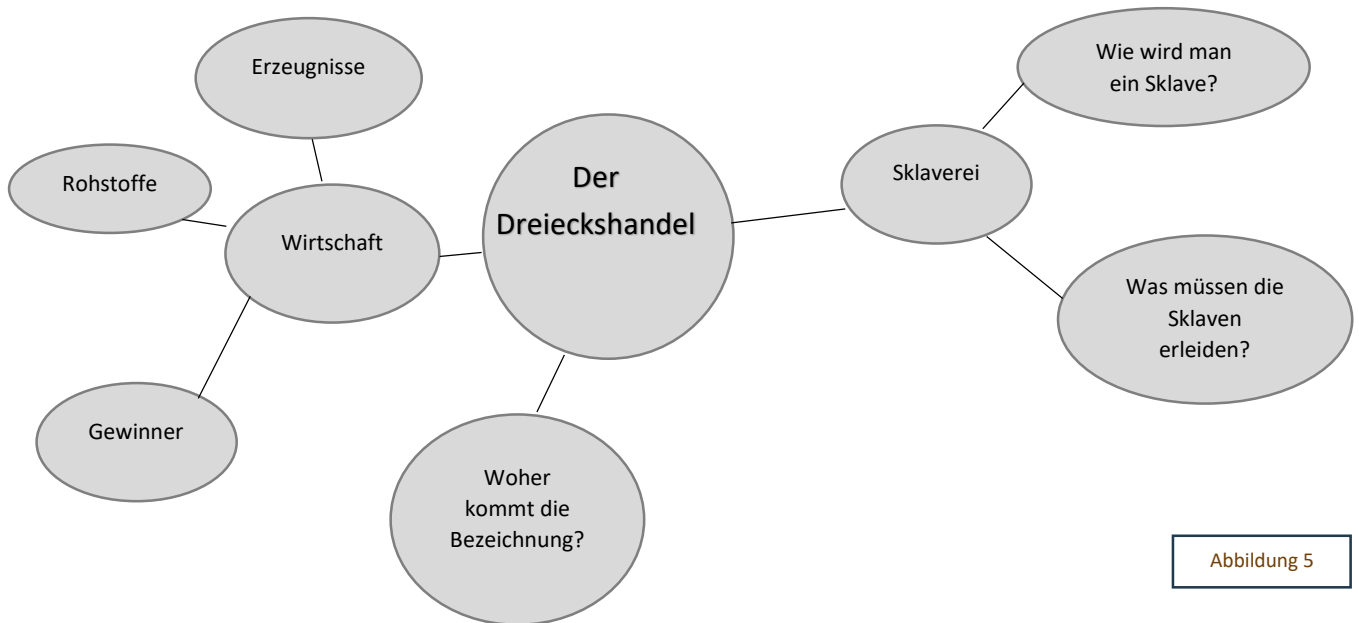 Erzeugnisse
Wie wird man
ein Sklave?
Rohstoffe
Der
Dreieckshandel
Sklaverei
Wirtschaft
Was müssen die
Sklaven
erleiden?
Gewinner
Woher
kommt die
Bezeichnung?
Abbildung 5